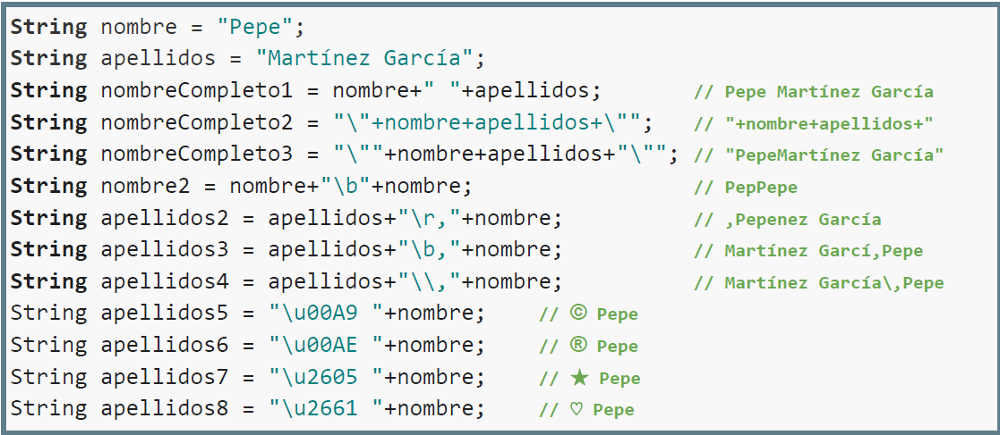 String nombre = "Pepe";
String apellidos = "Martínez García";
String nombreCompleto1 = nombre+" "+apellidos; // Pepe Martínez García
String nombreCompleto2 = "\"+nombre+apellidos+\""; // "+nombre+apellidos+"
String nombreCompleto3 = "\""+nombre+apellidos+"\""; // "PepeMartínez García"
String nombre2 = nombre+"\b"+nombre; // PepPepe
String apellidos2 = apellidos+"\r,"+nombre; // ,Pepenez García
String apellidos3 = apellidos+"\b,"+nombre; // Martínez Garcí,Pepe
String apellidos4 = apellidos+"\\,"+nombre; // Martínez García\,Pepe
String apellidos5 = "\u00A9 "+nombre; // © Pepe
String apellidos6 = "\u00AE "+nombre; // ® Pepe
String apellidos7 = "\u2605 "+nombre; // ★ Pepe
String apellidos8 = "\u2661 "+nombre; // ♡ Pepe